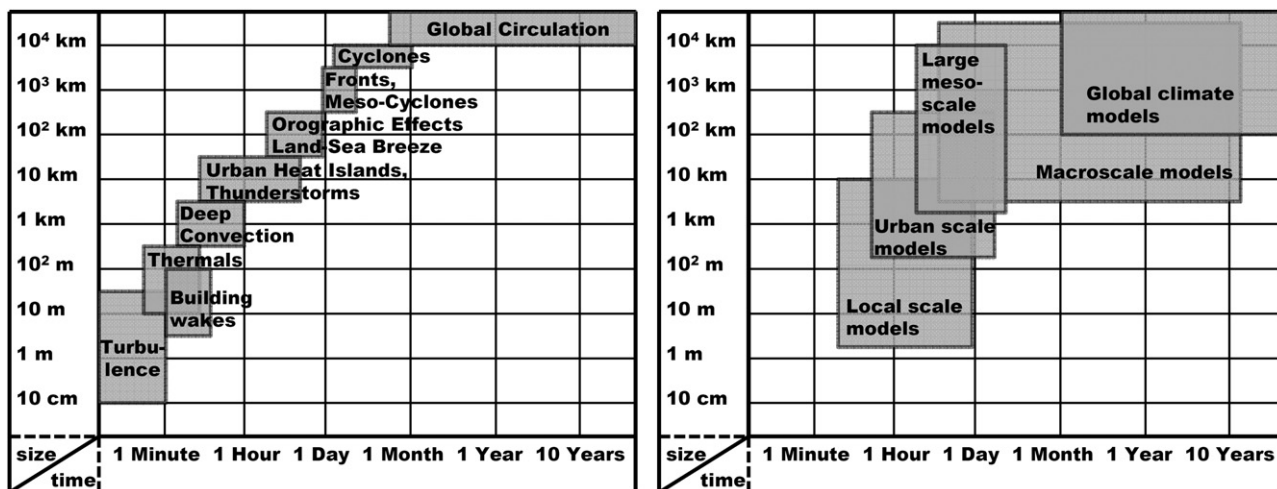 Global Circulation
10⁴ km
Cyclones
Fronts,
10³ km
Meso-Cyclones
Orographic Effects
10² km
Land-Sea Breeze
Urban Heat Islands,
10 km
Thunderstorms
Deep
1 km
Convection
Thermals
10² m
Building
10 m
wakes
Turbu-
1 m
lence
10 cm
size
time
1 Minute 1 Hour 1 Day 1 Month 1 Year 10 Years
10⁴ km
Large
meso-
10³ km
scale
models
Global climate
models
10² km
10 km
Macroscale models
1 km
Urban scale
models
10² m
10 m
Local scale
models
1 m
10 cm
size
time
1 Minute 1 Hour 1 Day 1 Month 1 Year 10 Years